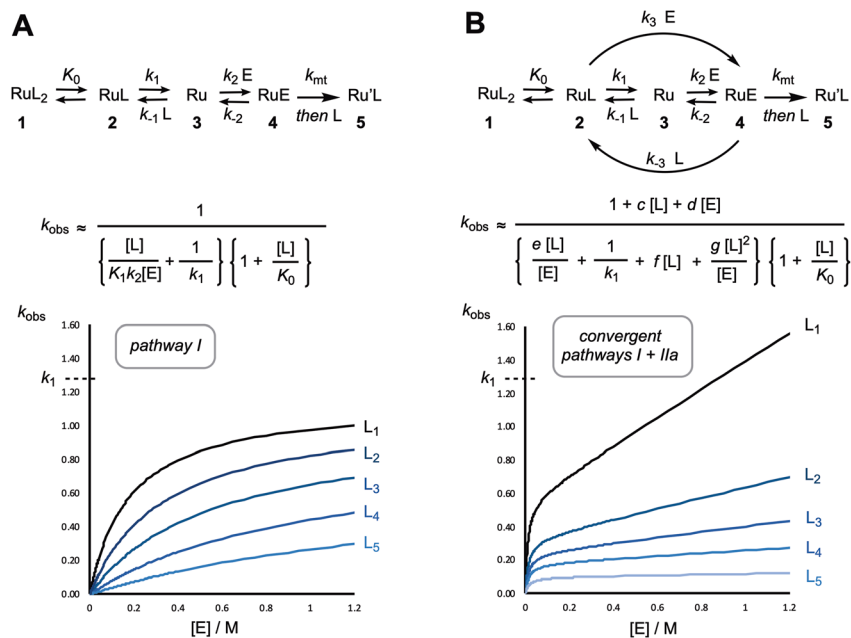 A
K₀ k₁ k₂ E kₘₜ
RuL₂ RuL Ru RuE Ru'L
k₋₁ L k₋₂ then L
1 2 3 4 5
kobs ≈ 1 / { [L] / K₁k₂[E] + 1 / k₁ } { 1 + [L] / K₀ }
kobs
pathway I
1.60
1.40
k₁
1.20
1.00
0.80
0.60
0.40
0.20
0.00
L₁
L₂
L₃
L₄
L₅
0 0.2 0.4 0.6 0.8 1 1.2
[E] / M
B
k₃ E
K₀ k₁ k₂ E kₘₜ
RuL₂ RuL Ru RuE Ru'L
k₋₁ L k₋₂ then L
1 2 3 4 5
k₋₃ L
kobs ≈ 1 + c [L] + d [E] / { e [L] / [E] + 1 / k₁ + f [L] + g [L]² / [E] } { 1 + [L] / K₀ }
kobs
convergent
pathways I + IIa
1.60
1.40
k₁
1.20
1.00
0.80
0.60
0.40
0.20
0.00
L₁
L₂
L₃
L₄
L₅
0 0.2 0.4 0.6 0.8 1 1.2
[E] / M